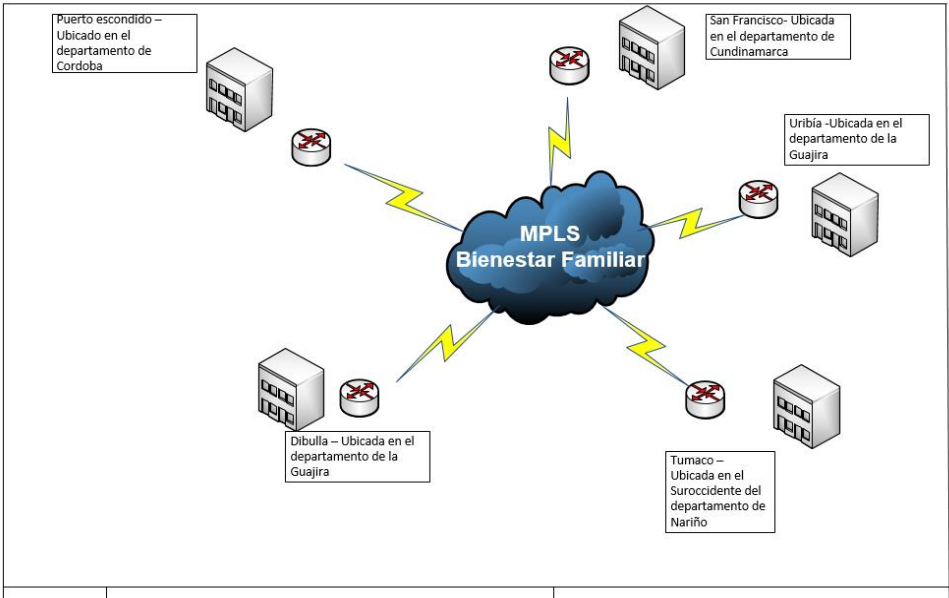 Puerto escondido –
Ubicado en el
departamento de
Cordoba
San Francisco- Ubicada
en el departamento de
Cundinamarca
Uribía -Ubicada en el
departamento de la
Guajira
MPLS
Bienestar Familiar
Dibulla – Ubicada en el
departamento de la
Guajira
Tumaco –
Ubicada en el
Suroccidente del
departamento de
Nariño